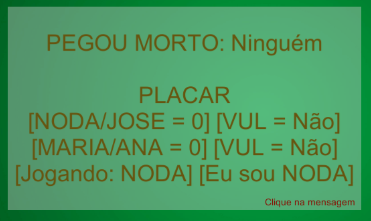 PEGOU MORTO: Ninguém
PLACAR
[NODA/JOSE = 0] [VUL = Não]
[MARIA/ANA = 0] [VUL = Não]
[Jogando: NODA] [Eu sou NODA]
Clique na mensagem